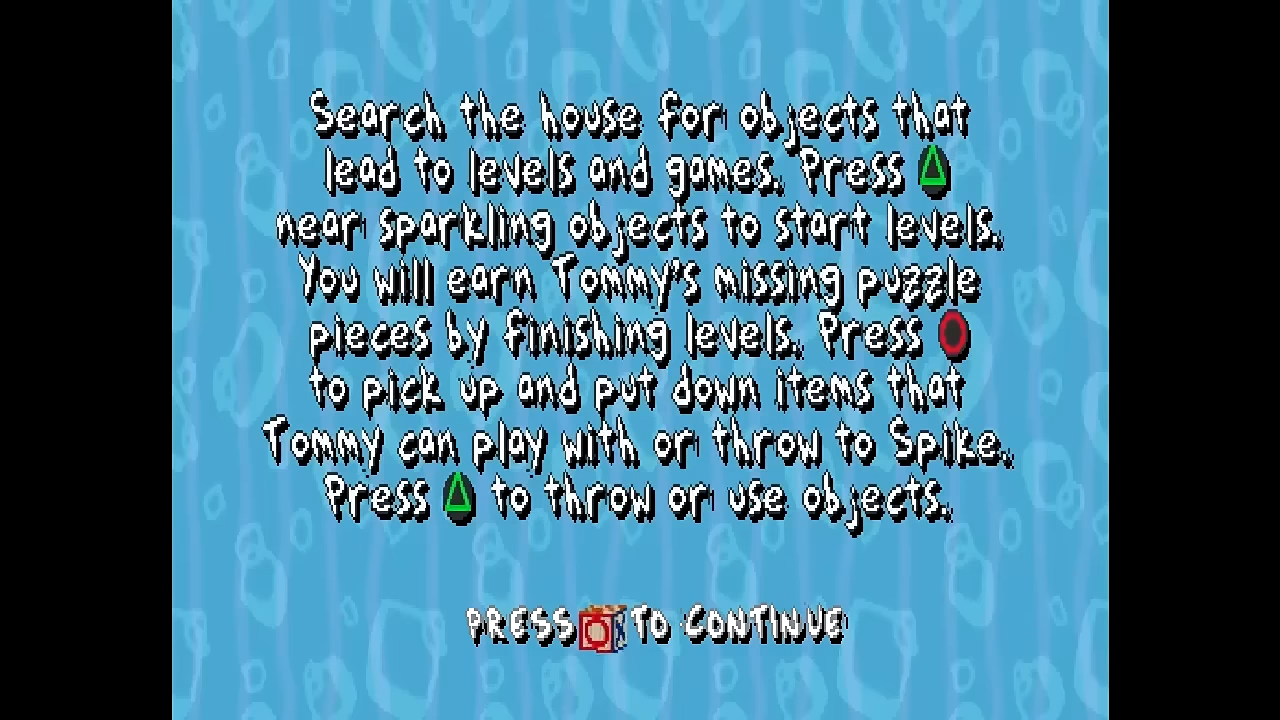 Search the house for objects that
lead to levels and games. Press △
near sparkling objects to start levels.
You will earn Tommy's missing puzzle
pieces by finishing levels. Press ○
to pick up and put down items that
Tommy can play with or throw to Spike.
Press △ to throw or use objects.
PRESS TO CONTINUE